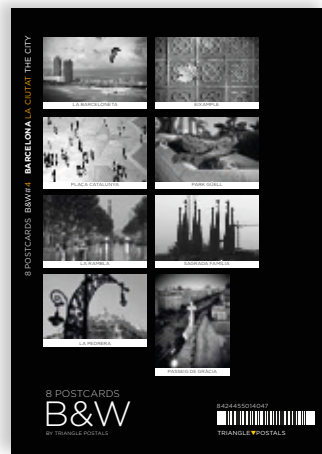 8 POSTCARDS B&W#4 BARCELONA LA CIUTAT THE CITY
LA BARCELONETA
EIXAMPLE
PLAÇA CATALUNYA
PARK GÜELL
LA RAMBLA
SAGRADA FAMÍLIA
LA PEDRERA
PASSEIG DE GRÀCIA
8 POSTCARDS
B&W
BY TRIANGLE POSTALS
8424455014047
TRIANGLE POSTALS